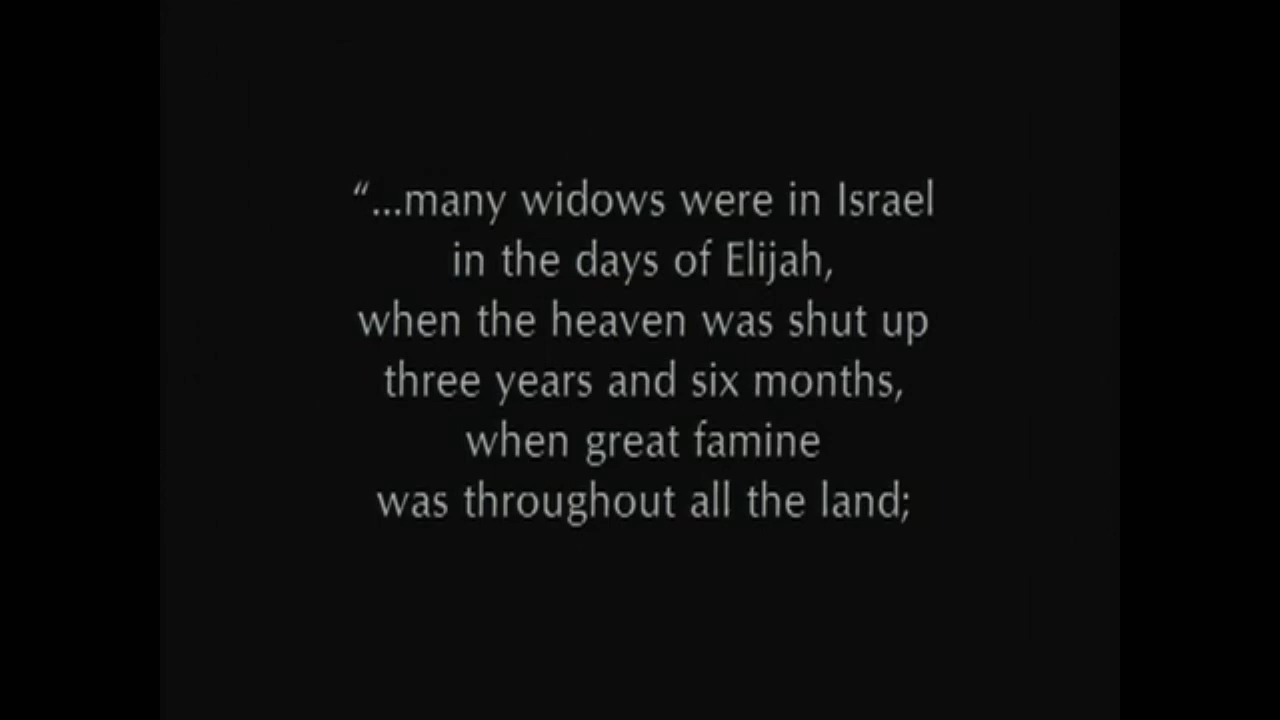 “...many widows were in Israel
in the days of Elijah,
when the heaven was shut up
three years and six months,
when great famine
was throughout all the land;